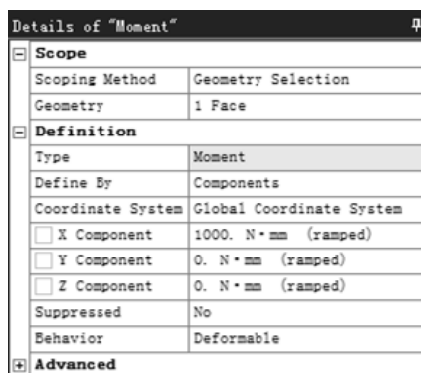 Details of "Moment"
Scope
Scoping Method Geometry Selection
Geometry 1 Face
Definition
Type Moment
Define By Components
Coordinate System Global Coordinate System
X Component 1000. N·mm (ramped)
Y Component 0. N·mm (ramped)
Z Component 0. N·mm (ramped)
Suppressed No
Behavior Deformable
Advanced